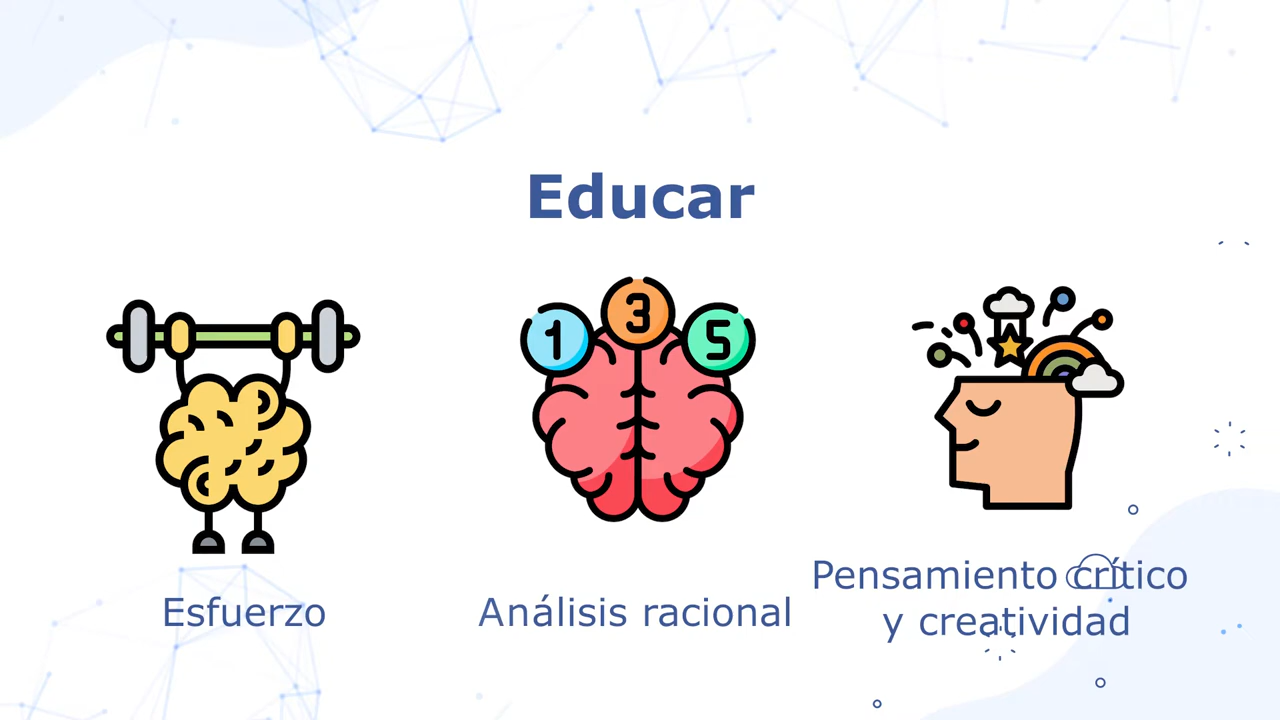 Educar
1
3
5
Esfuerzo
Análisis racional
Pensamiento crítico
y creatividad